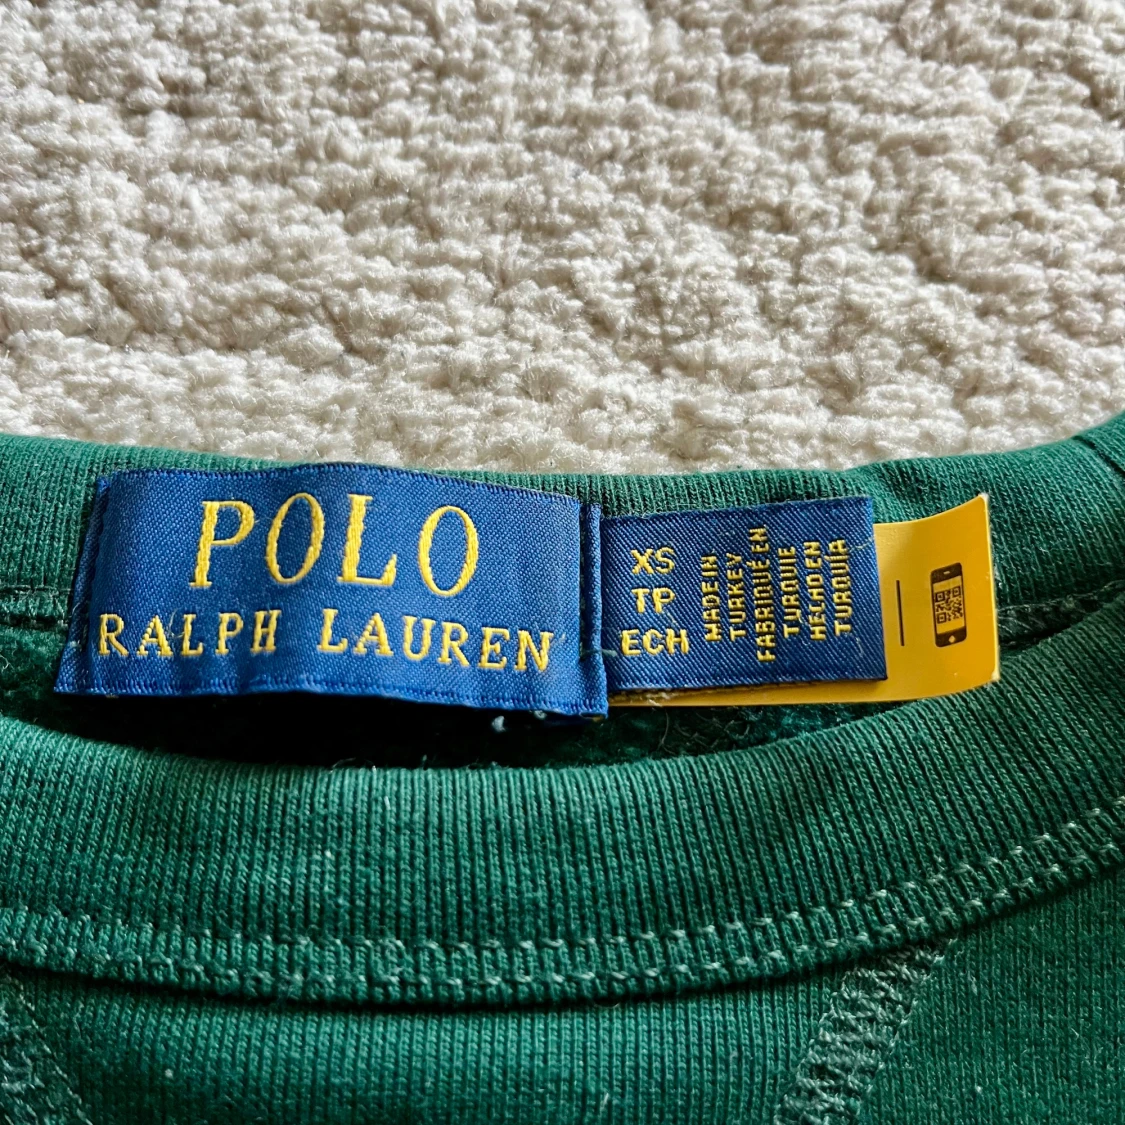 POLO
RALPH LAUREN
XS
TP
ECH
MADE IN
TURKEY
FABRIQUÉ EN
TURQUIE
HECHO EN
TURQUÍA